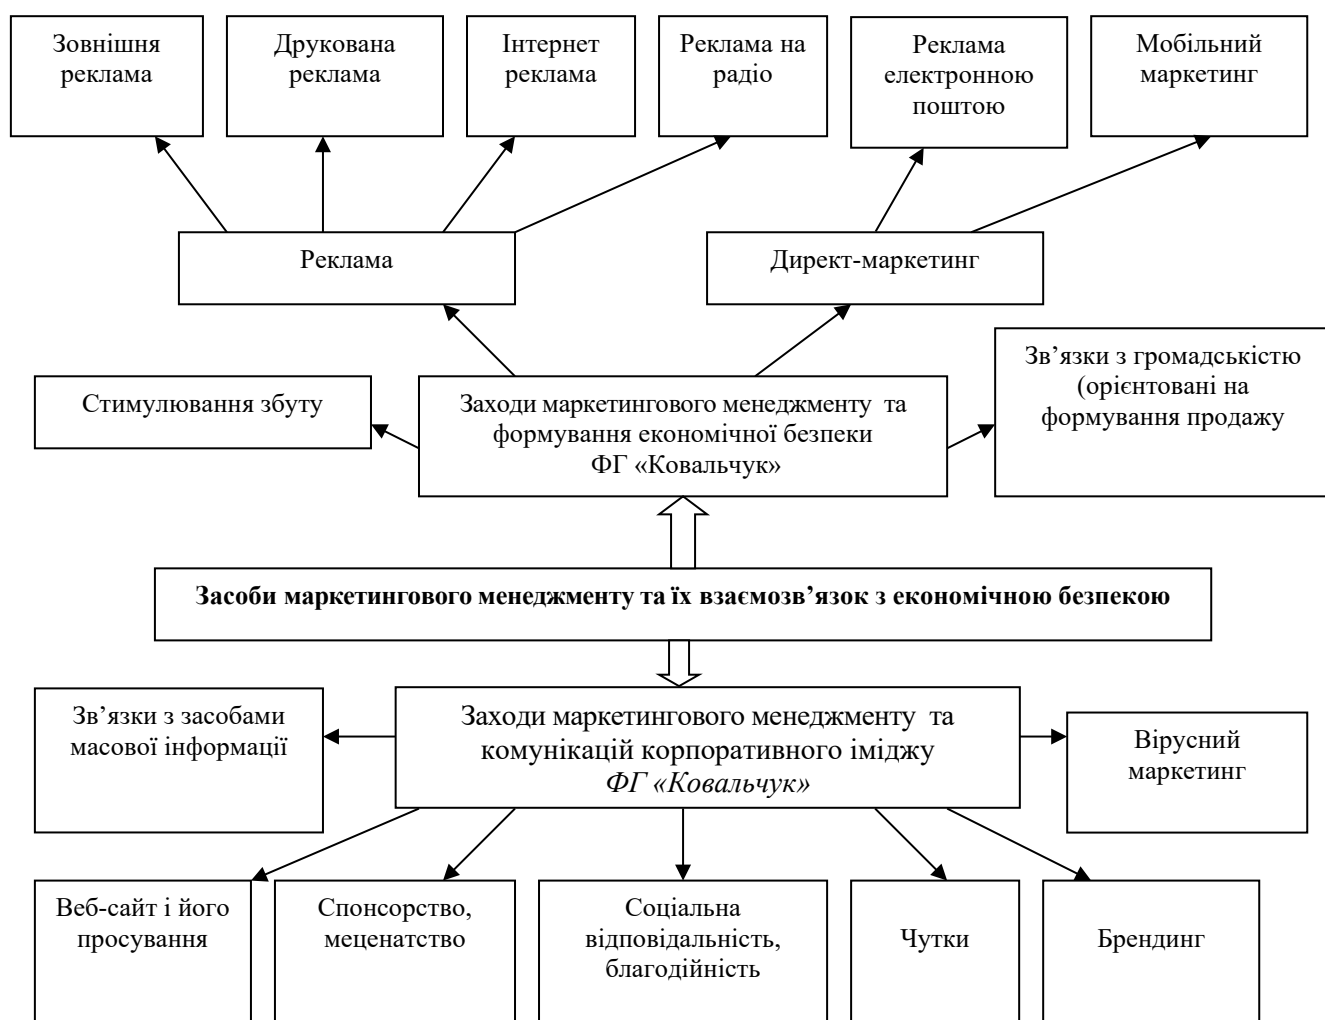 Зовнішня
реклама
Друкована
реклама
Інтернет
реклама
Реклама на
радіо
Реклама
електронною
поштою
Мобільний
маркетинг
Реклама
Директ-маркетинг
Стимулювання збуту
Заходи маркетингового менеджменту та
формування економічної безпеки
ФГ «Ковальчук»
Зв’язки з громадськістю
(орієнтовані на
формування продажу
Засоби маркетингового менеджменту та їх взаємозв’язок з економічною безпекою
Зв’язки з засобами
масової інформації
Заходи маркетингового менеджменту та
комунікацій корпоративного іміджу
ФГ «Ковальчук»
Вірусний
маркетинг
Веб-сайт і його
просування
Спонсорство,
меценатство
Соціальна
відповідальність,
благодійність
Чутки
Брендинг